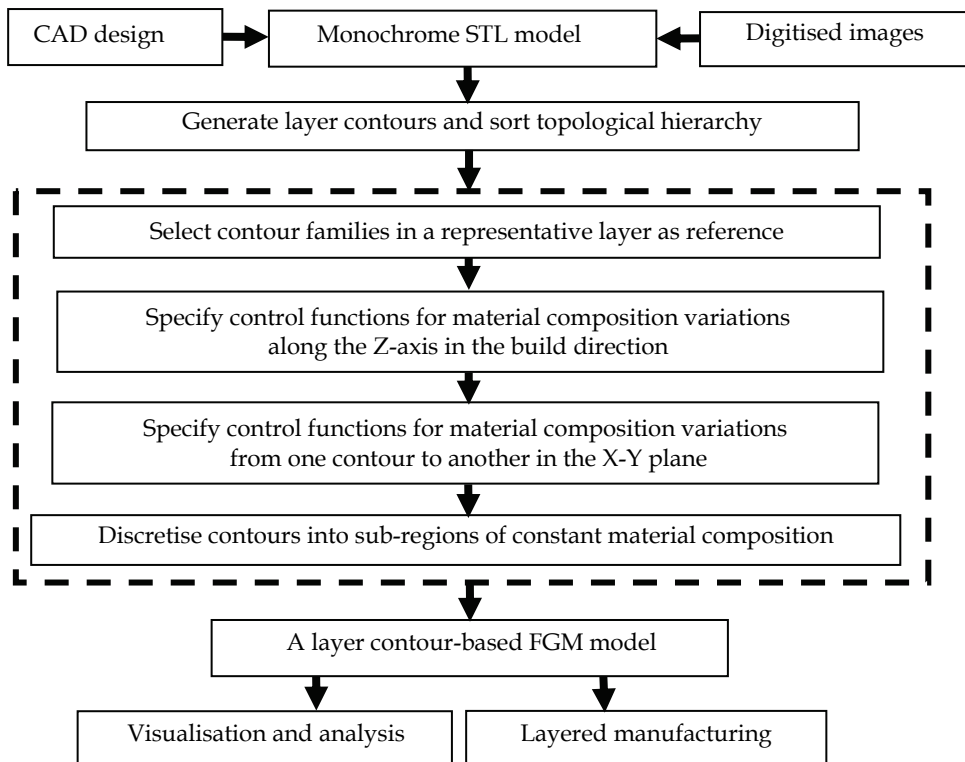 CAD design
Monochrome STL model
Digitised images
Generate layer contours and sort topological hierarchy
Select contour families in a representative layer as reference
Specify control functions for material composition variations
along the Z-axis in the build direction
Specify control functions for material composition variations
from one contour to another in the X-Y plane
Discretise contours into sub-regions of constant material composition
A layer contour-based FGM model
Visualisation and analysis
Layered manufacturing